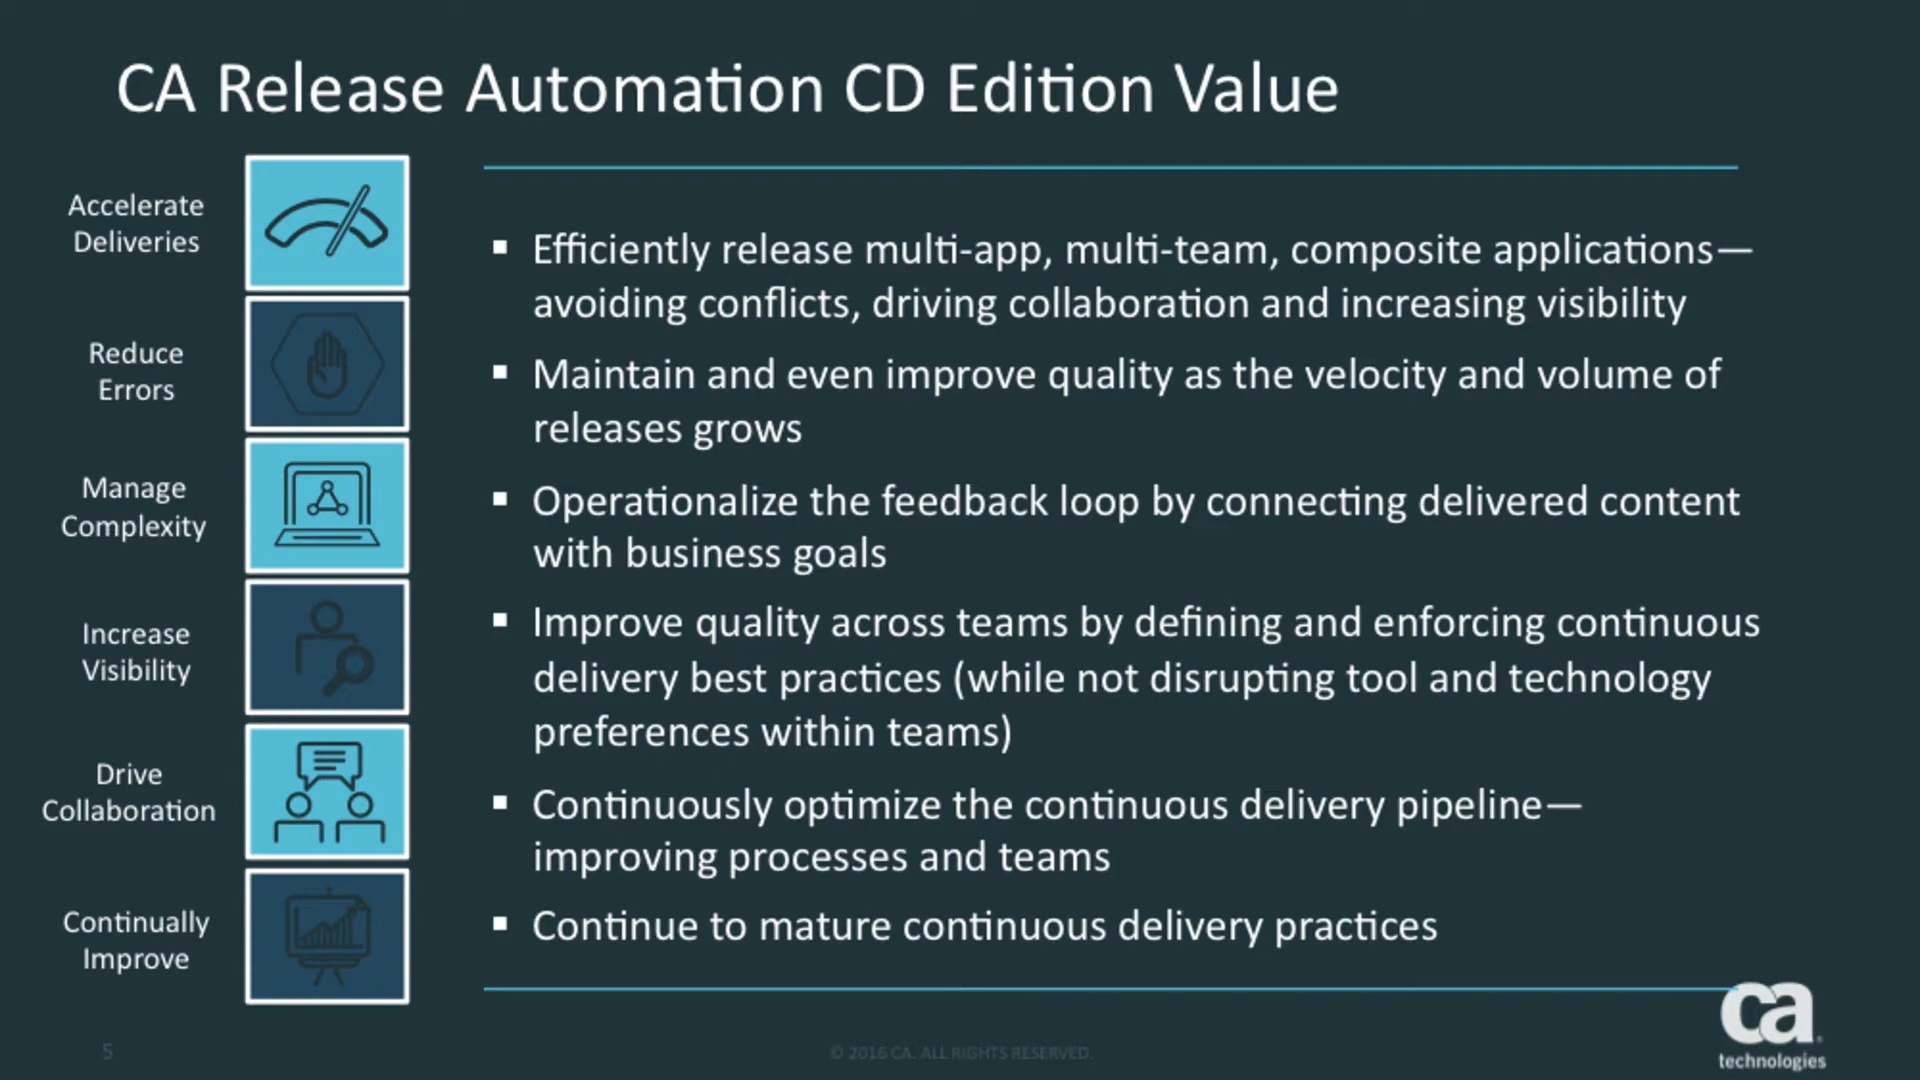 CA Release Automation CD Edition Value
Accelerate
Deliveries
Reduce
Errors
Manage
Complexity
Increase
Visibility
Drive
Collaboration
Continually
Improve
▪ Efficiently release multi-app, multi-team, composite applications—
avoiding conflicts, driving collaboration and increasing visibility
▪ Maintain and even improve quality as the velocity and volume of
releases grows
▪ Operationalize the feedback loop by connecting delivered content
with business goals
▪ Improve quality across teams by defining and enforcing continuous
delivery best practices (while not disrupting tool and technology
preferences within teams)
▪ Continuously optimize the continuous delivery pipeline—
improving processes and teams
▪ Continue to mature continuous delivery practices
5
© 2016 CA. ALL RIGHTS RESERVED.
ca
technologies